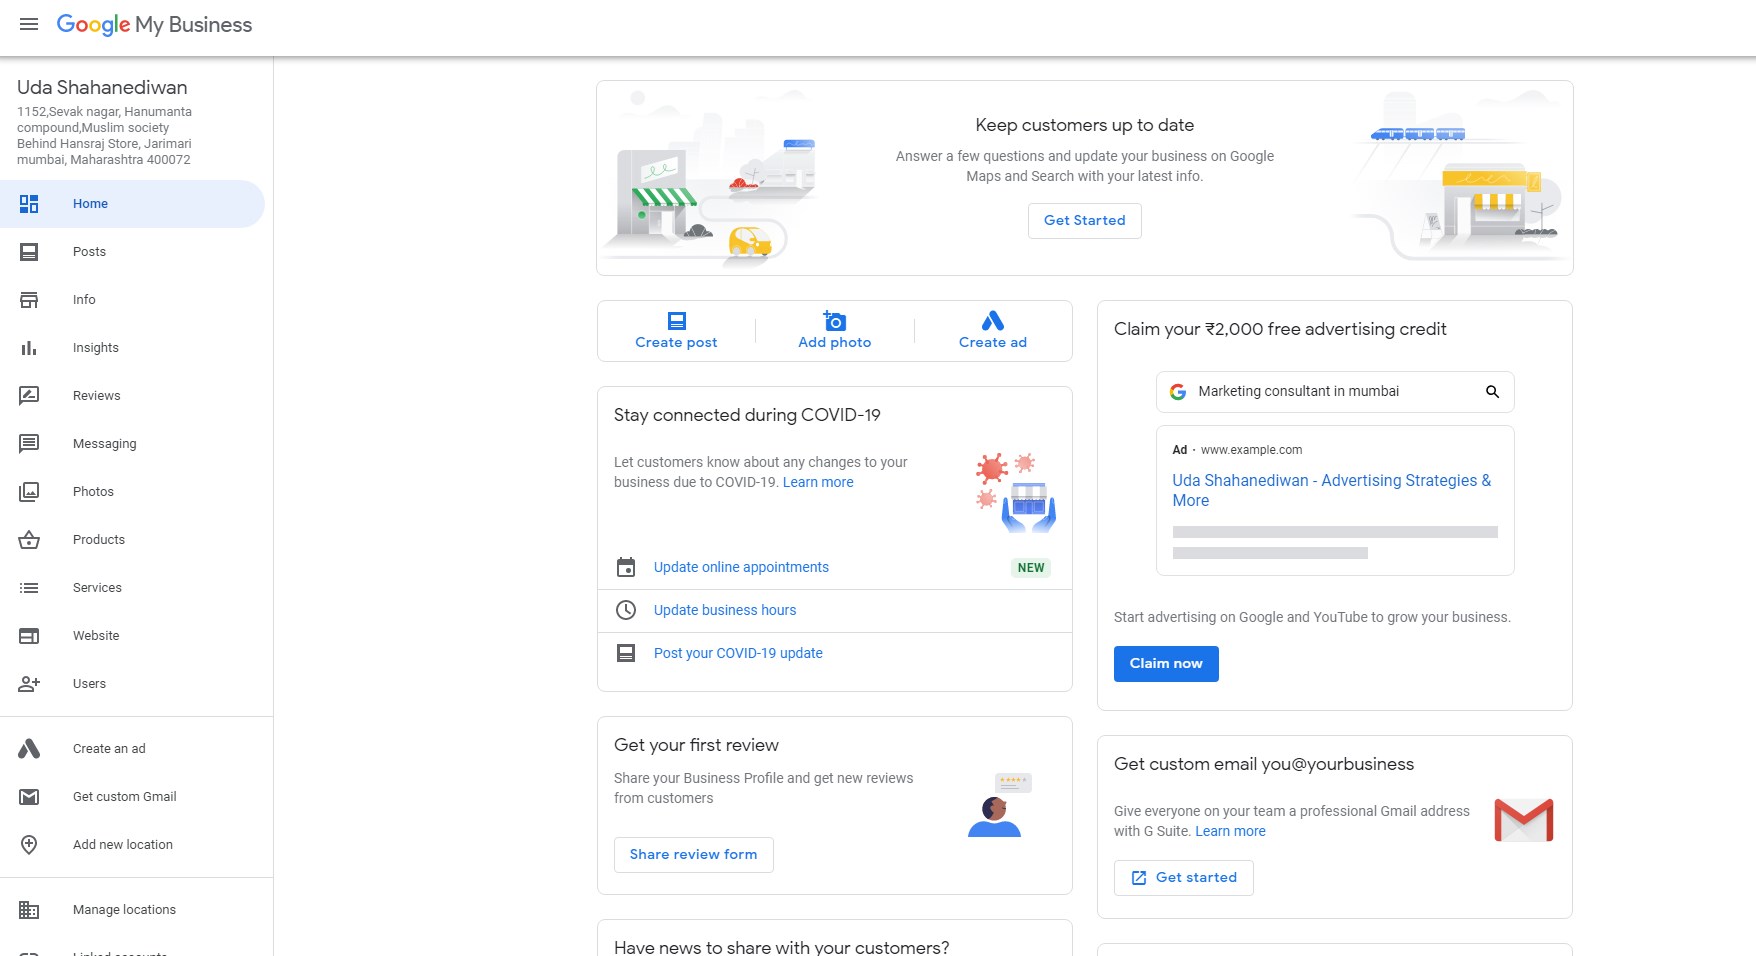 Google My Business
Uda Shahanediwan
1152,Sevak nagar, Hanumanta
compound,Muslim society
Behind Hansraj Store, Jarimari
mumbai, Maharashtra 400072
Home
Posts
Info
Insights
Reviews
Messaging
Photos
Products
Services
Website
Users
Create an ad
Get custom Gmail
Add new location
Manage locations
Linked accounts
Keep customers up to date
Answer a few questions and update your business on Google
Maps and Search with your latest info.
Get Started
Create post
Add photo
Create ad
Stay connected during COVID-19
Let customers know about any changes to your
business due to COVID-19. Learn more
Update online appointments
NEW
Update business hours
Post your COVID-19 update
Get your first review
Share your Business Profile and get new reviews
from customers
Share review form
Have news to share with your customers?
Claim your ₹2,000 free advertising credit
Marketing consultant in mumbai
Ad · www.example.com
Uda Shahanediwan - Advertising Strategies &
More
Start advertising on Google and YouTube to grow your business.
Claim now
Get custom email you@yourbusiness
Give everyone on your team a professional Gmail address
with G Suite. Learn more
Get started